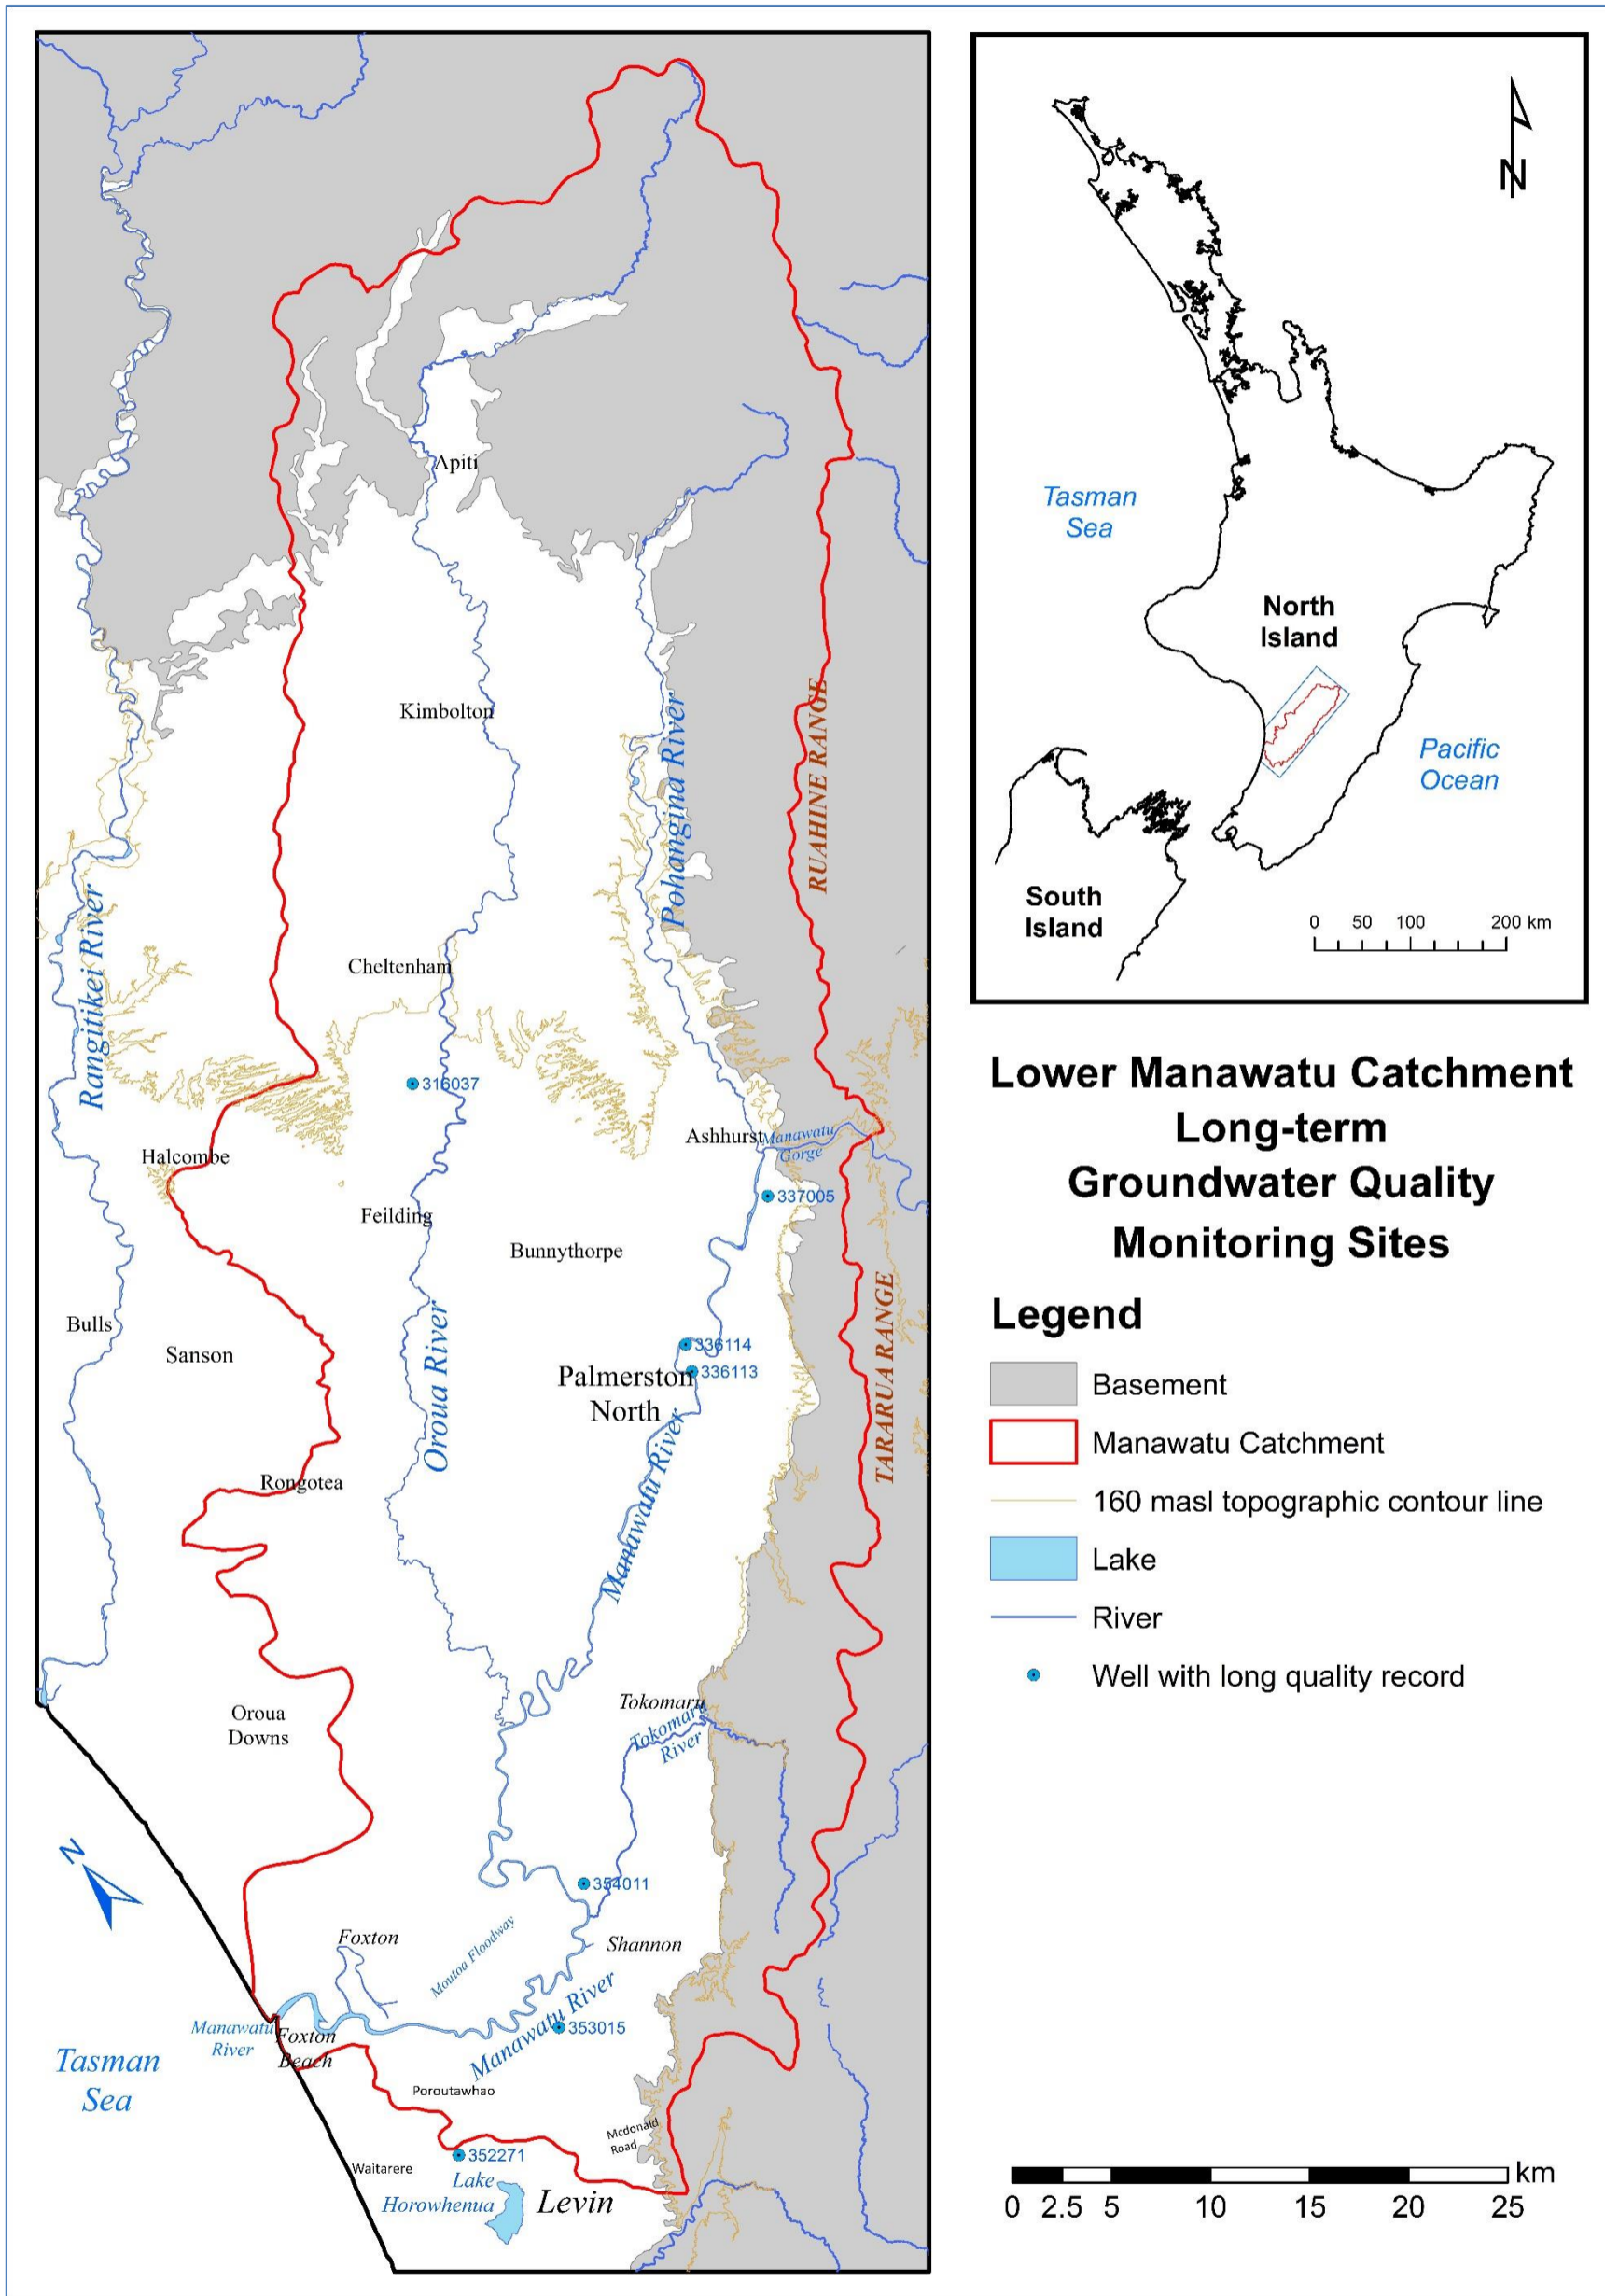 Apiti
Kimbolton
Pohangina River
RUAHINE RANGE
Rangitikei River
Cheltenham
316037
Ashhurst
Manawatu
Gorge
Halcombe
337005
Feilding
Bunnythorpe
Bulls
Sanson
Oroua River
336114
336113
Palmerston
North
TARARUA RANGE
Manawatu River
Rongotea
Oroua
Downs
Tokomaru
Tokomaru
River
N
354011
Foxton
Moutoa Floodway
Shannon
Manawatu River
353015
Manawatu
River
Foxton
Beach
Tasman
Sea
Poroutawhao
Mcdonald
Road
352271
Waitarere
Lake
Horowhenua
Levin
N
Tasman
Sea
North
Island
Pacific
Ocean
South
Island
0 50 100 200 km
Lower Manawatu Catchment
Long-term
Groundwater Quality
Monitoring Sites
Legend
Basement
Manawatu Catchment
160 masl topographic contour line
Lake
River
Well with long quality record
km
0 2.5 5 10 15 20 25